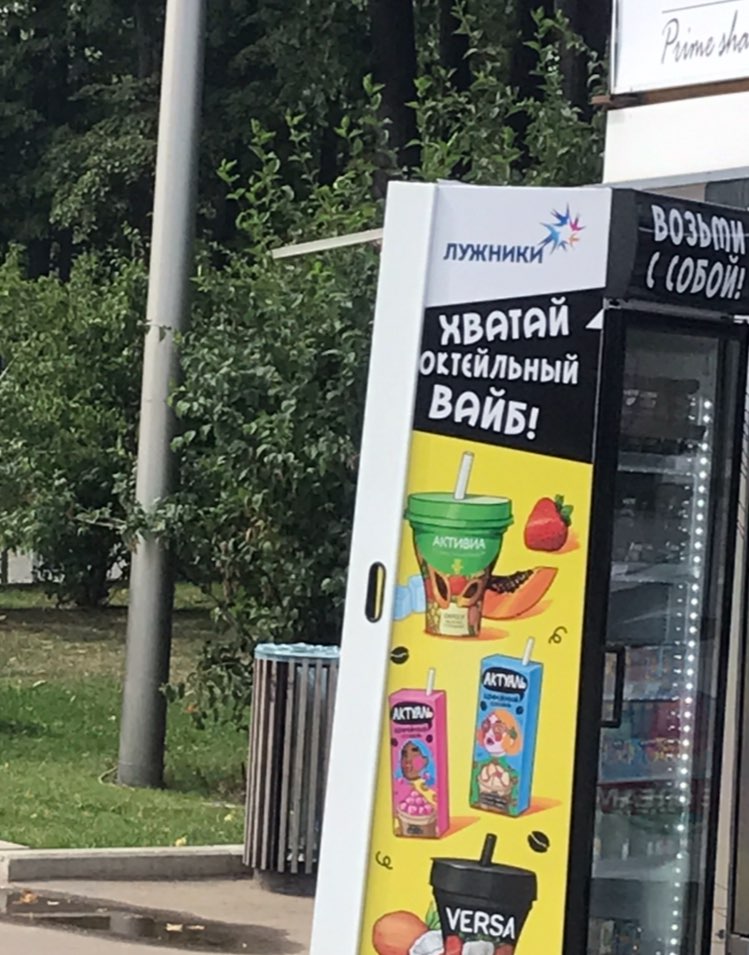 Prime sha
ЛУЖНИКИ
ВОЗЬМИ
С СОБОЙ!
ХВАТАЙ
ОКТЕЙЛЬНЫЙ
ВАЙБ!
АКТИВИА
АКТУАЛЬ
АКТУАЛЬ
VERSA